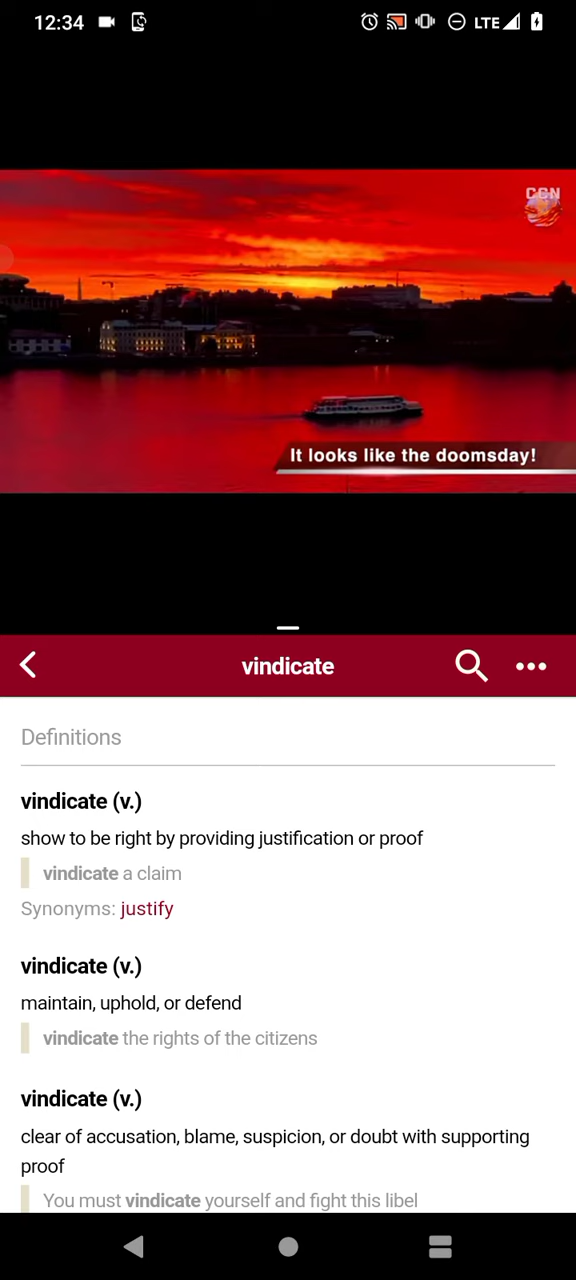 12:34
LTE
CGN
It looks like the doomsday!
vindicate
Definitions
vindicate (v.)
show to be right by providing justification or proof
vindicate a claim
Synonyms: justify
vindicate (v.)
maintain, uphold, or defend
vindicate the rights of the citizens
vindicate (v.)
clear of accusation, blame, suspicion, or doubt with supporting
proof
You must vindicate yourself and fight this libel